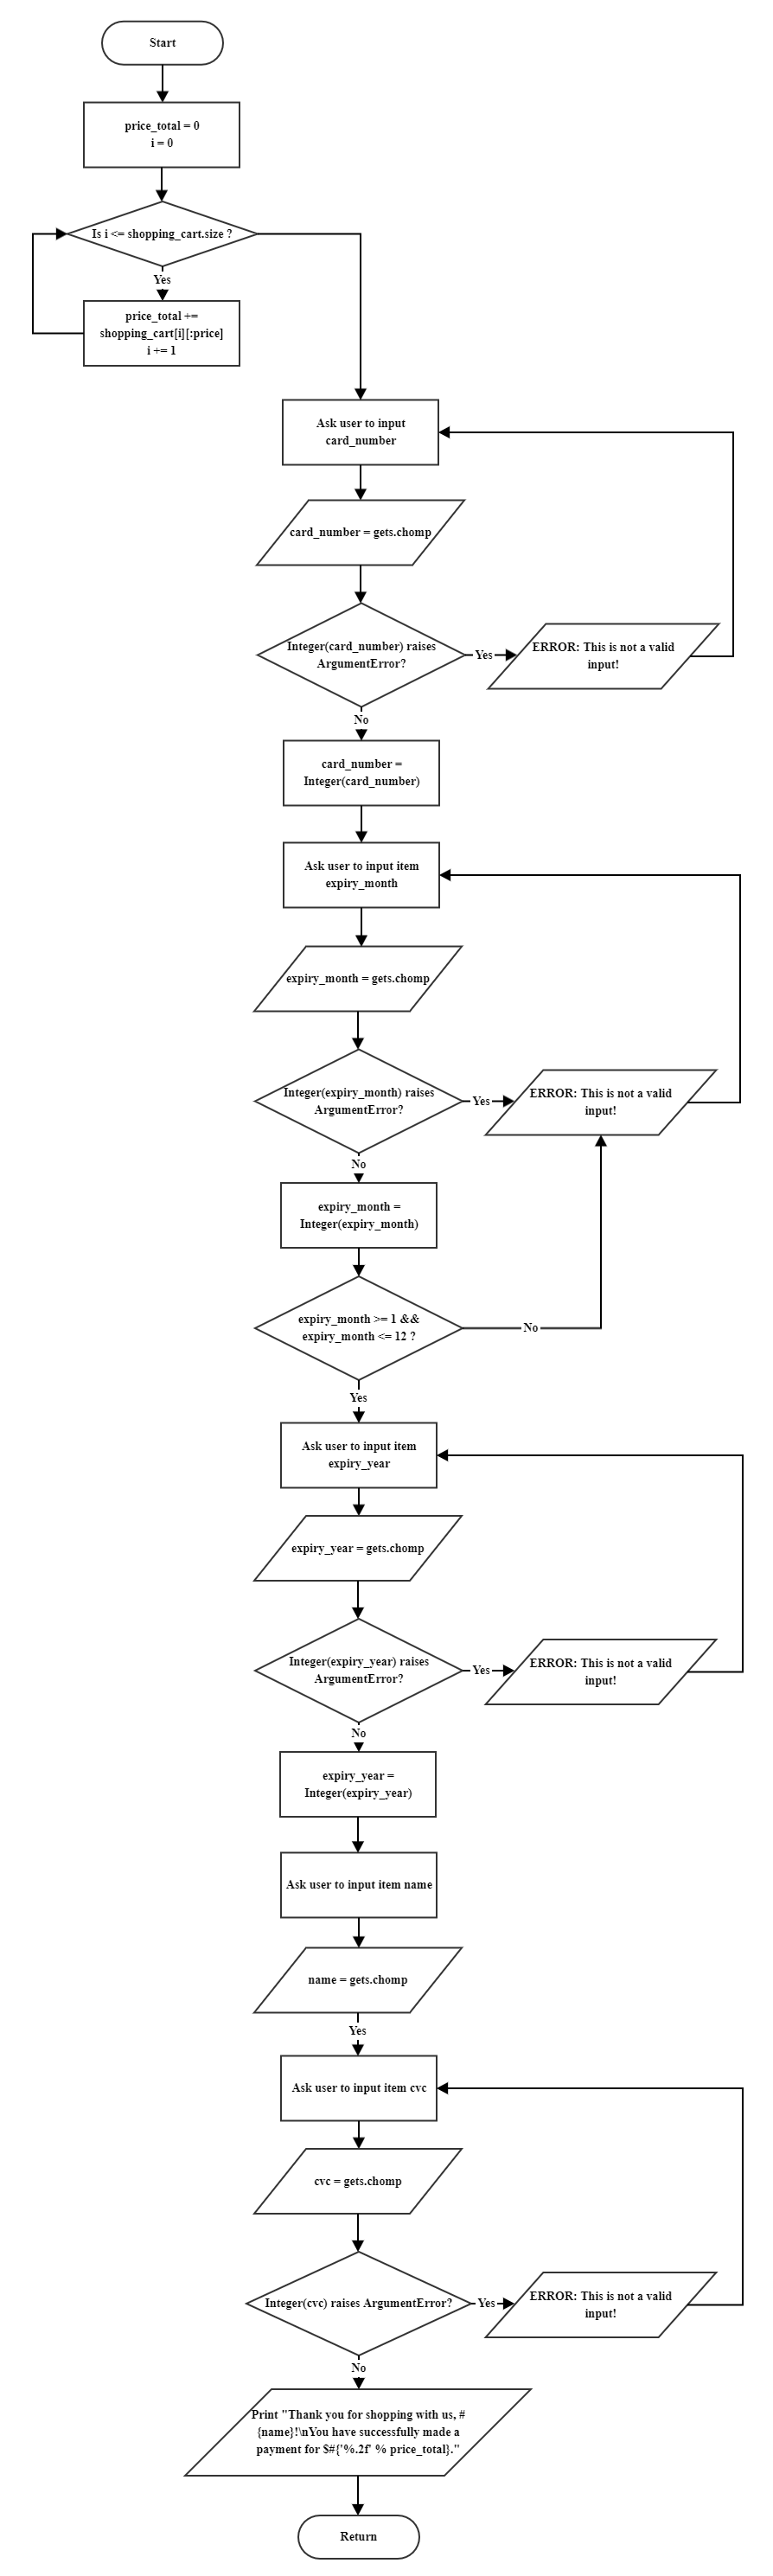 Start
price_total = 0
i = 0
Is i <= shopping_cart.size ?
Yes
price_total +=
shopping_cart[i][:price]
i += 1
Ask user to input
card_number
card_number = gets.chomp
Integer(card_number) raises
ArgumentError?
Yes
ERROR: This is not a valid
input!
No
card_number =
Integer(card_number)
Ask user to input item
expiry_month
expiry_month = gets.chomp
Integer(expiry_month) raises
ArgumentError?
Yes
ERROR: This is not a valid
input!
No
expiry_month =
Integer(expiry_month)
expiry_month >= 1 &&
expiry_month <= 12 ?
No
Yes
Ask user to input item
expiry_year
expiry_year = gets.chomp
Integer(expiry_year) raises
ArgumentError?
Yes
ERROR: This is not a valid
input!
No
expiry_year =
Integer(expiry_year)
Ask user to input item name
name = gets.chomp
Yes
Ask user to input item cvc
cvc = gets.chomp
Integer(cvc) raises ArgumentError?
Yes
ERROR: This is not a valid
input!
No
Print "Thank you for shopping with us, #
{name}!\nYou have successfully made a
payment for $#{'%.2f' % price_total}."
Return